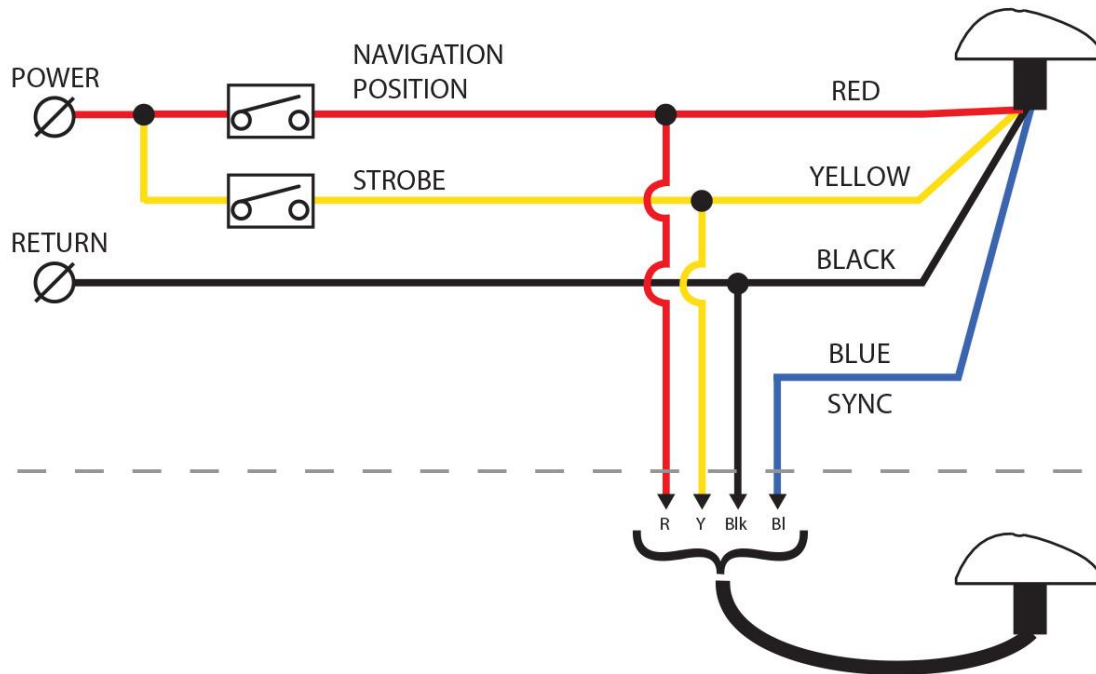 NAVIGATION
POSITION
POWER
RED
STROBE
YELLOW
RETURN
BLACK
BLUE
SYNC
R Y Blk Bl